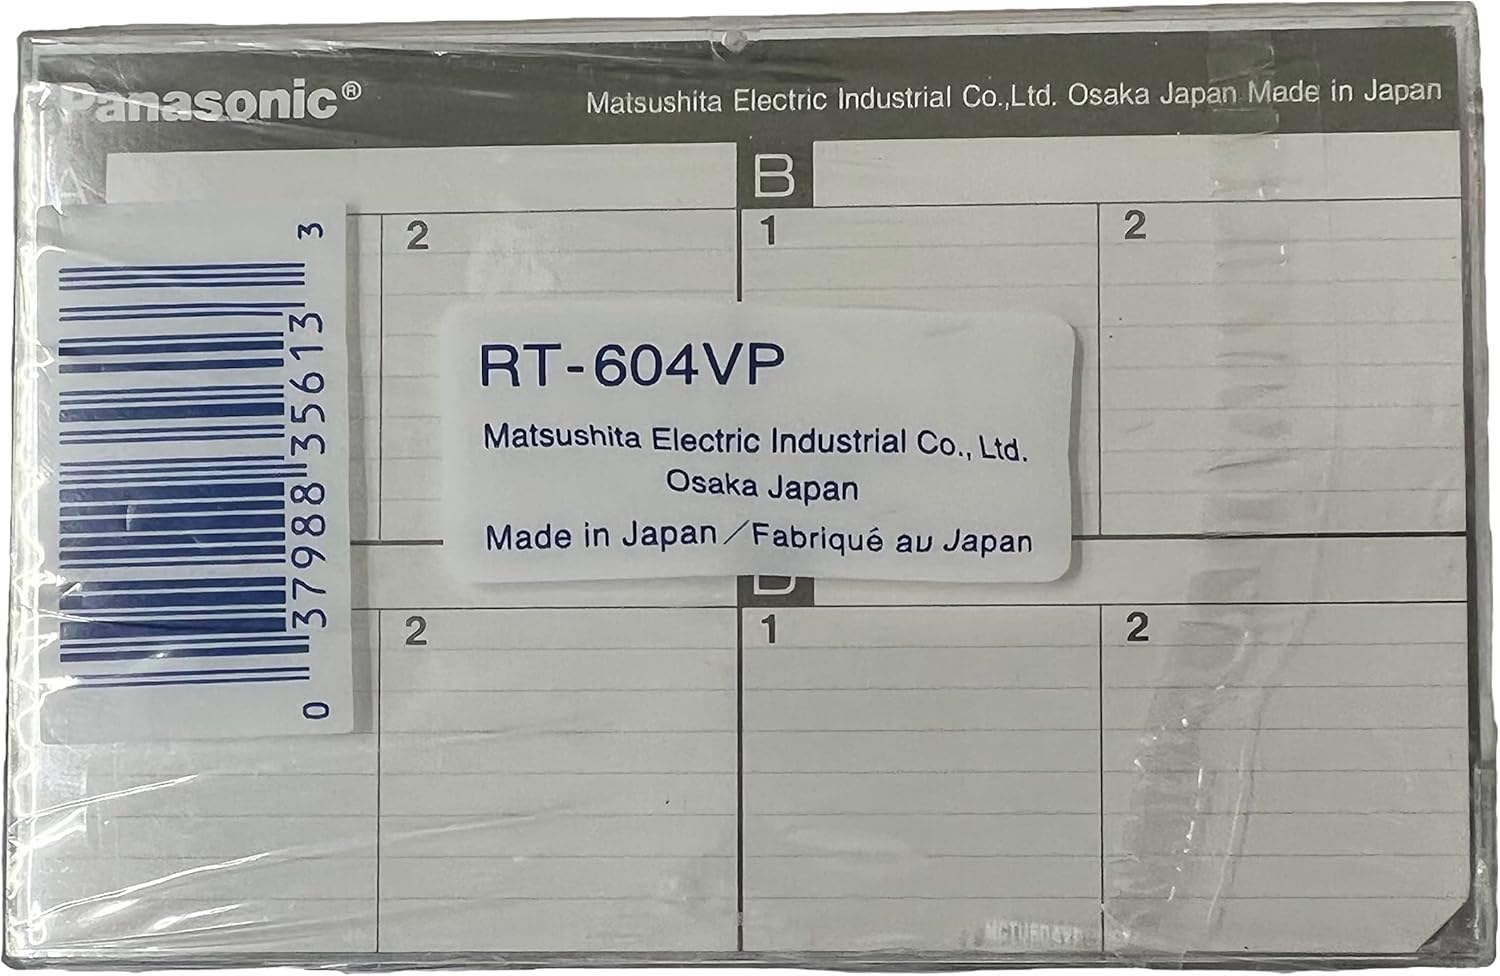 Panasonic®
Matsushita Electric Industrial Co.,Ltd. Osaka Japan Made in Japan
B
2
1
2
RT-604VP
Matsushita Electric Industrial Co., Ltd.
Osaka Japan
Made in Japan/Fabriqué au Japan
0 37988 35613 3
2
1
2